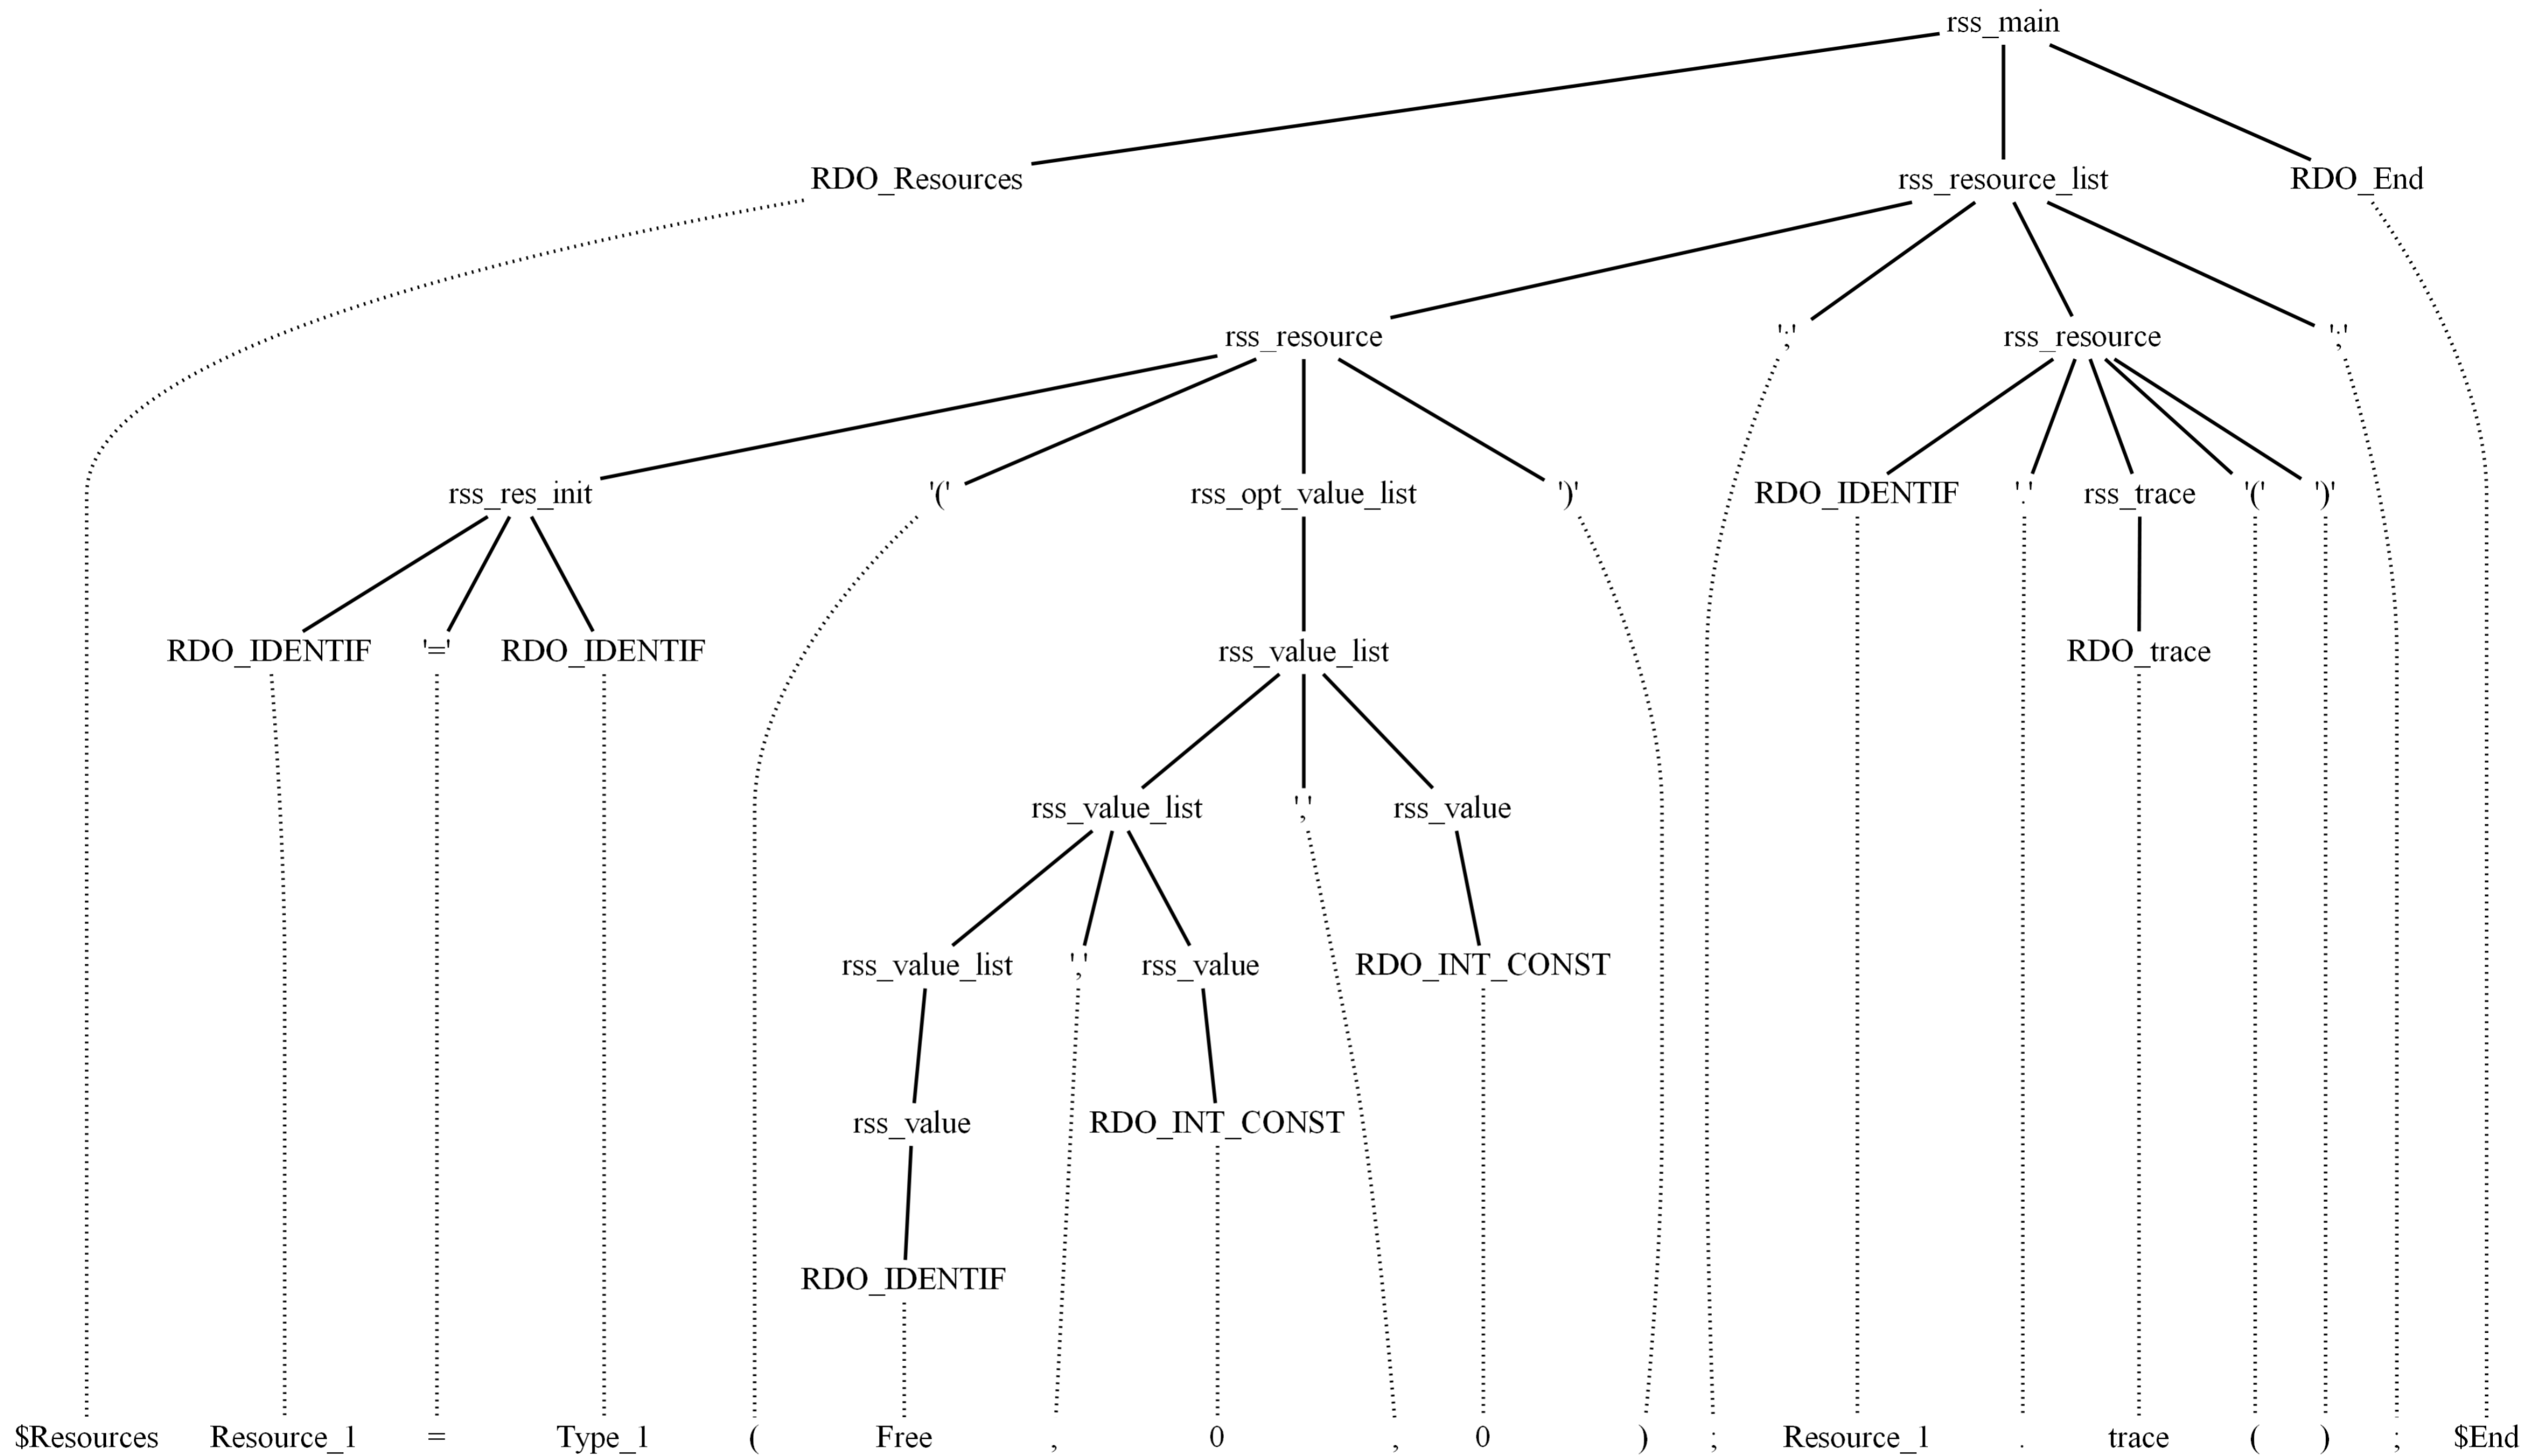 rss_main
RDO_Resources rss_resource_list RDO_End
rss_resource ';' rss_resource ';'
rss_res_init '(' rss_opt_value_list ')' RDO_IDENTIF '.' rss_trace '(' ')'
RDO_IDENTIF '=' RDO_IDENTIF rss_value_list RDO_trace
rss_value_list ',' rss_value
rss_value_list ',' rss_value RDO_INT_CONST
rss_value RDO_INT_CONST
RDO_IDENTIF
$Resources Resource_1 = Type_1 ( Free , 0 , 0 ) ; Resource_1 . trace ( ) ; $End